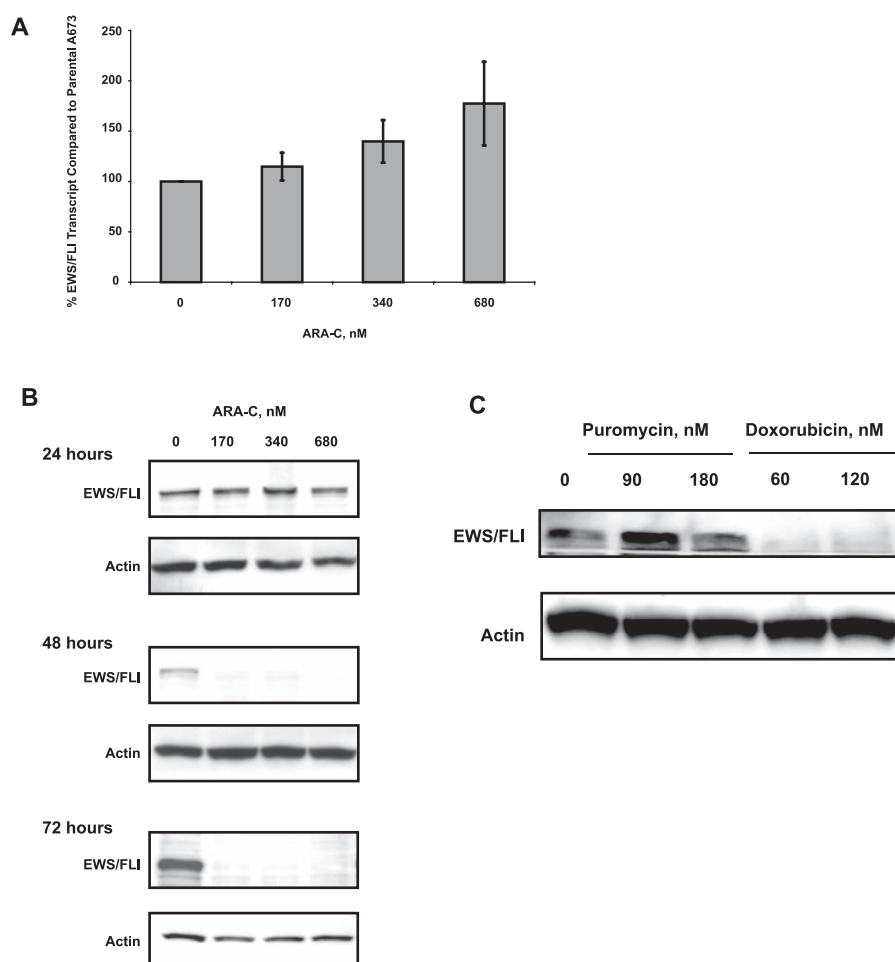 A
% EWS/FLI Transcript Compared to Parental A673
250
200
150
100
50
0
0 170 340 680
ARA-C, nM
B
ARA-C, nM
0 170 340 680
24 hours
EWS/FLI
Actin
48 hours
EWS/FLI
Actin
72 hours
EWS/FLI
Actin
C
Puromycin, nM Doxorubicin, nM
0 90 180 60 120
EWS/FLI
Actin